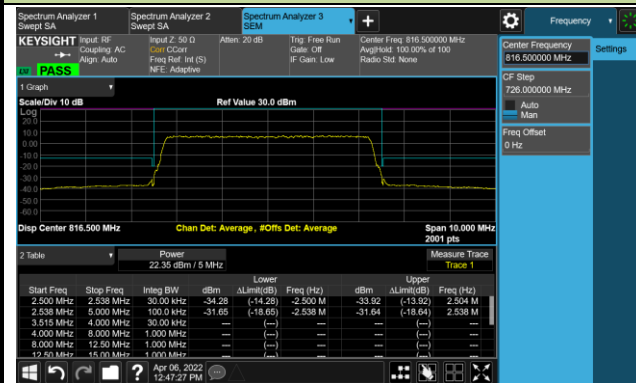 Spectrum Analyzer 1
Swept SA
Spectrum Analyzer 2
Swept SA
Spectrum Analyzer 3
SEM
Frequency
KEYSIGHT
Input: RF
Coupling: AC
Align: Auto
Input Z: 50 Ω
Corr CCorr
Freq Ref: Int (S)
NFE: Adaptive
Atten: 20 dB
Trig: Free Run
Gate: Off
IF Gain: Low
Center Freq: 816.500000 MHz
Avg|Hold: 100.00% of 100
Radio Std: None
PASS
Center Frequency
816.500000 MHz
Settings
CF Step
726.000000 MHz
Auto
Man
Freq Offset
0 Hz
1 Graph
Scale/Div 10 dB
Ref Value 30.0 dBm
Log
20.0
10.0
0.00
-10.0
-20.0
-30.0
-40.0
-50.0
-60.0
Disp Center 816.500 MHz
Chan Det: Average, #Offs Det: Average
Span 10.000 MHz
2001 pts
2 Table
Power
22.35 dBm / 5 MHz
Measure Trace
Trace 1
Lower
Upper
Start Freq Stop Freq Integ BW dBm ΔLimit(dB) Freq (Hz) dBm ΔLimit(dB) Freq (Hz)
2.500 MHz 2.538 MHz 30.00 kHz -34.28 (-14.28) -2.500 M -33.92 (-13.92) 2.504 M
2.538 MHz 5.000 MHz 100.0 kHz -31.65 (-18.65) -2.538 M -31.64 (-18.64) 2.538 M
3.515 MHz 4.000 MHz 30.00 kHz --- (---) --- --- (---) ---
4.000 MHz 8.000 MHz 1.000 MHz --- (---) --- --- (---) ---
8.000 MHz 12.50 MHz 1.000 MHz --- (---) --- --- (---) ---
12.50 MHz 15.00 MHz 1.000 MHz --- (---) --- --- (---) ---
?
Apr 06, 2022
12:47:27 PM